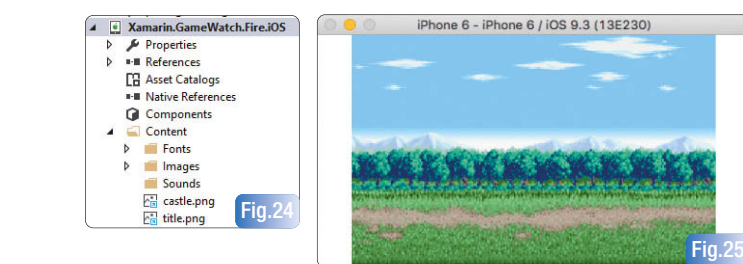 Xamarin.GameWatch.Fire.iOS
Properties
References
Asset Catalogs
Native References
Components
Content
Fonts
Images
Sounds
castle.png
title.png
Fig.24
iPhone 6 - iPhone 6 / iOS 9.3 (13E230)
Fig.25